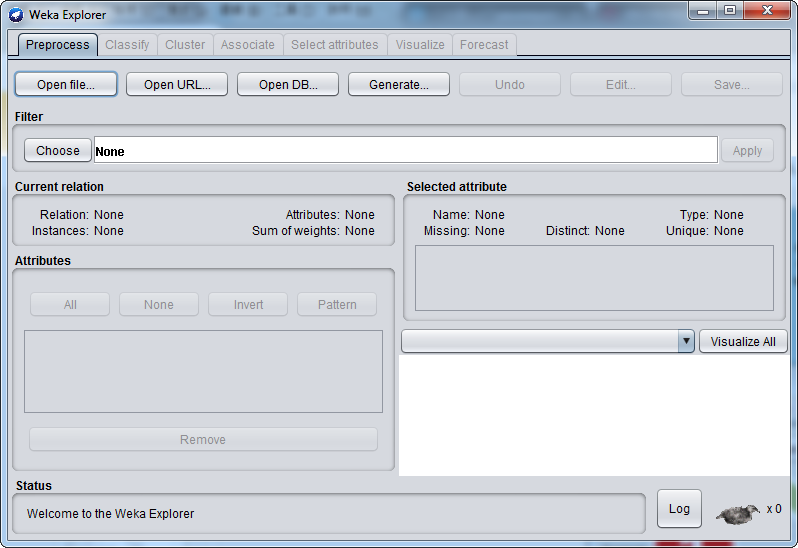 Weka Explorer
Preprocess Classify Cluster Associate Select attributes Visualize Forecast
Open file... Open URL... Open DB... Generate... Undo Edit... Save...
Filter
Choose None Apply
Current relation
Relation: None Attributes: None
Instances: None Sum of weights: None
Attributes
All None Invert Pattern
Remove
Selected attribute
Name: None Type: None
Missing: None Distinct: None Unique: None
Visualize All
Status
Welcome to the Weka Explorer
Log
x 0